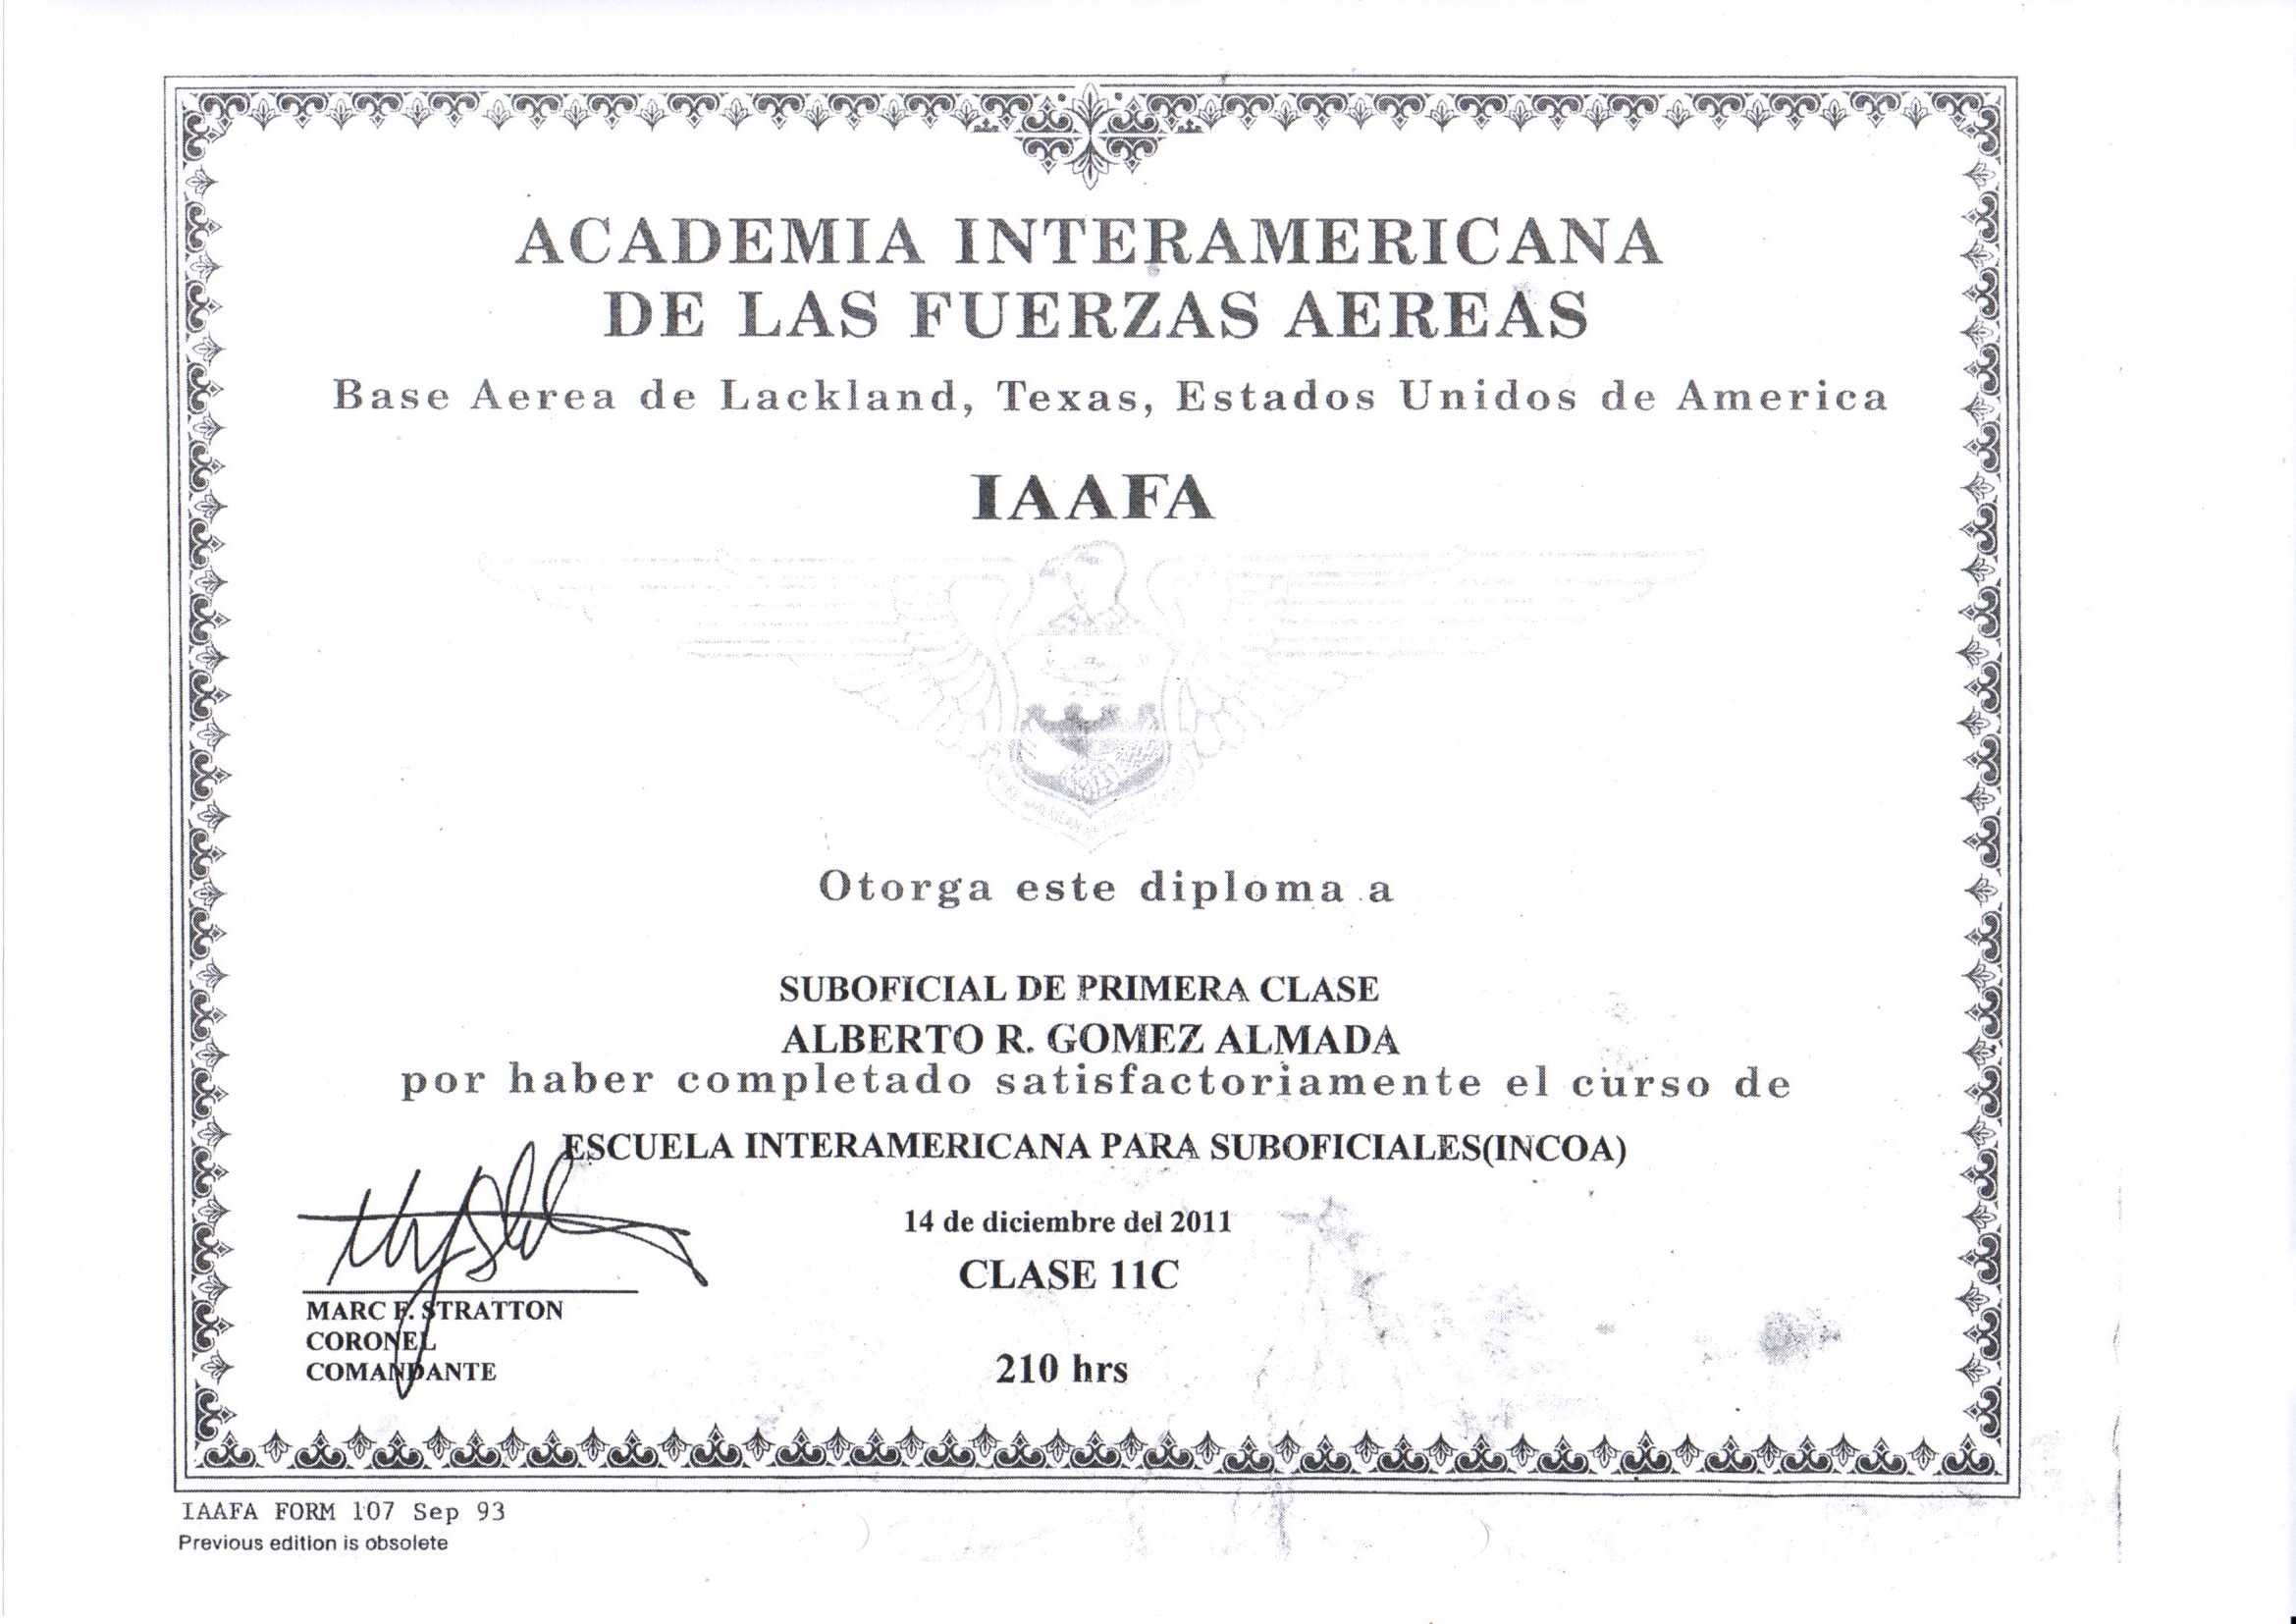 ACADEMIA INTERAMERICANA
DE LAS FUERZAS AEREAS
Base Aerea de Lackland, Texas, Estados Unidos de America
IAAFA
Otorga este diploma a
SUBOFICIAL DE PRIMERA CLASE
ALBERTO R. GOMEZ ALMADA
por haber completado satisfactoriamente el curso de
ESCUELA INTERAMERICANA PARA SUBOFICIALES(INCOA)
14 de diciembre del 2011
CLASE 11C
210 hrs
MARC F. STRATTON
CORONEL
COMANDANTE
IAAFA FORM 107 Sep 93
Previous edition is obsolete